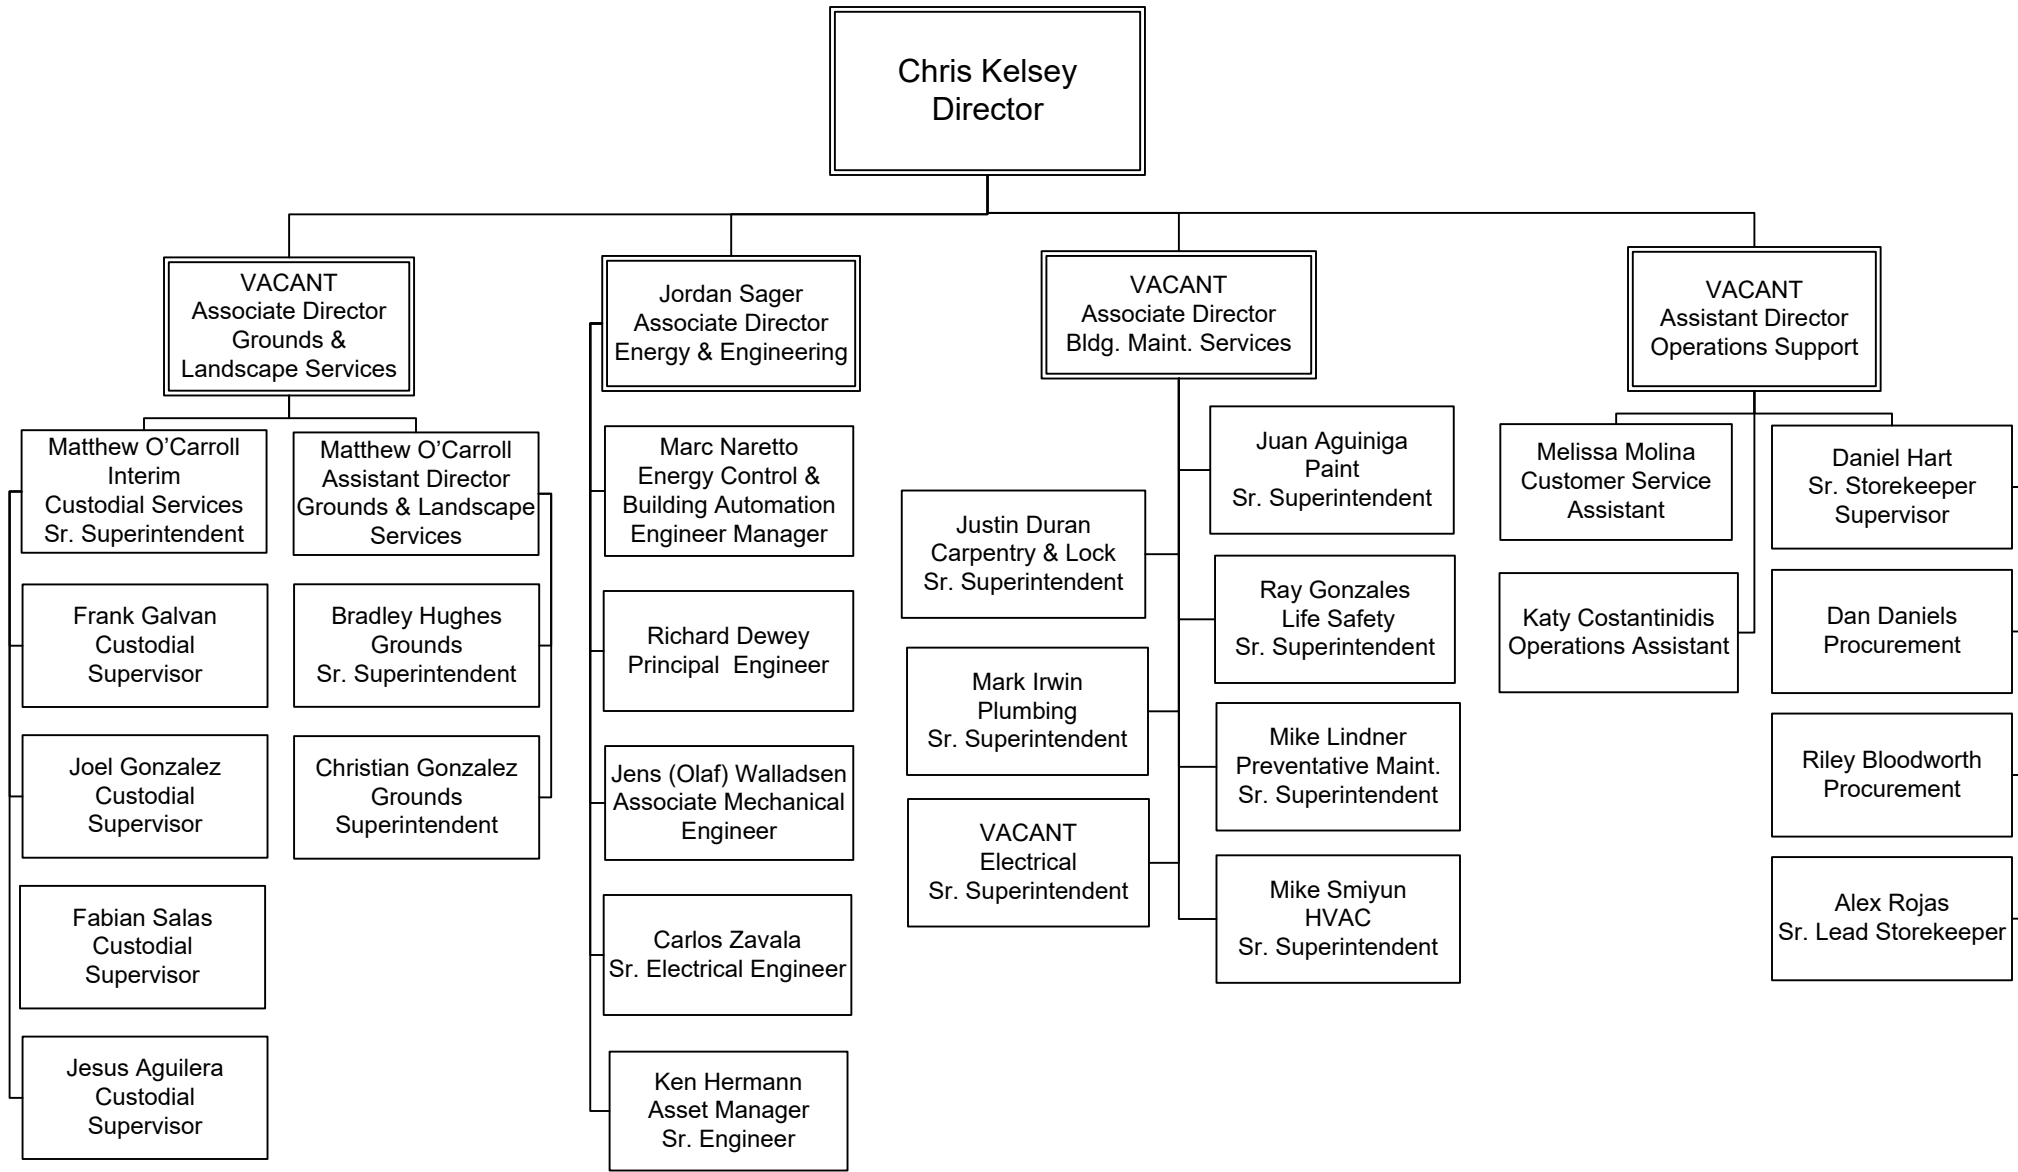 Chris Kelsey
Director
VACANT
Associate Director
Grounds &
Landscape Services
Matthew O’Carroll
Interim
Custodial Services
Sr. Superintendent
Frank Galvan
Custodial
Supervisor
Joel Gonzalez
Custodial
Supervisor
Fabian Salas
Custodial
Supervisor
Jesus Aguilera
Custodial
Supervisor
Matthew O’Carroll
Assistant Director
Grounds & Landscape
Services
Bradley Hughes
Grounds
Sr. Superintendent
Christian Gonzalez
Grounds
Superintendent
Jordan Sager
Associate Director
Energy & Engineering
Marc Naretto
Energy Control &
Building Automation
Engineer Manager
Richard Dewey
Principal Engineer
Jens (Olaf) Walladsen
Associate Mechanical
Engineer
Carlos Zavala
Sr. Electrical Engineer
Ken Hermann
Asset Manager
Sr. Engineer
VACANT
Associate Director
Bldg. Maint. Services
Justin Duran
Carpentry & Lock
Sr. Superintendent
Mark Irwin
Plumbing
Sr. Superintendent
VACANT
Electrical
Sr. Superintendent
Juan Aguiniga
Paint
Sr. Superintendent
Ray Gonzales
Life Safety
Sr. Superintendent
Mike Lindner
Preventative Maint.
Sr. Superintendent
Mike Smiyun
HVAC
Sr. Superintendent
VACANT
Assistant Director
Operations Support
Melissa Molina
Customer Service
Assistant
Katy Costantinidis
Operations Assistant
Daniel Hart
Sr. Storekeeper
Supervisor
Dan Daniels
Procurement
Riley Bloodworth
Procurement
Alex Rojas
Sr. Lead Storekeeper